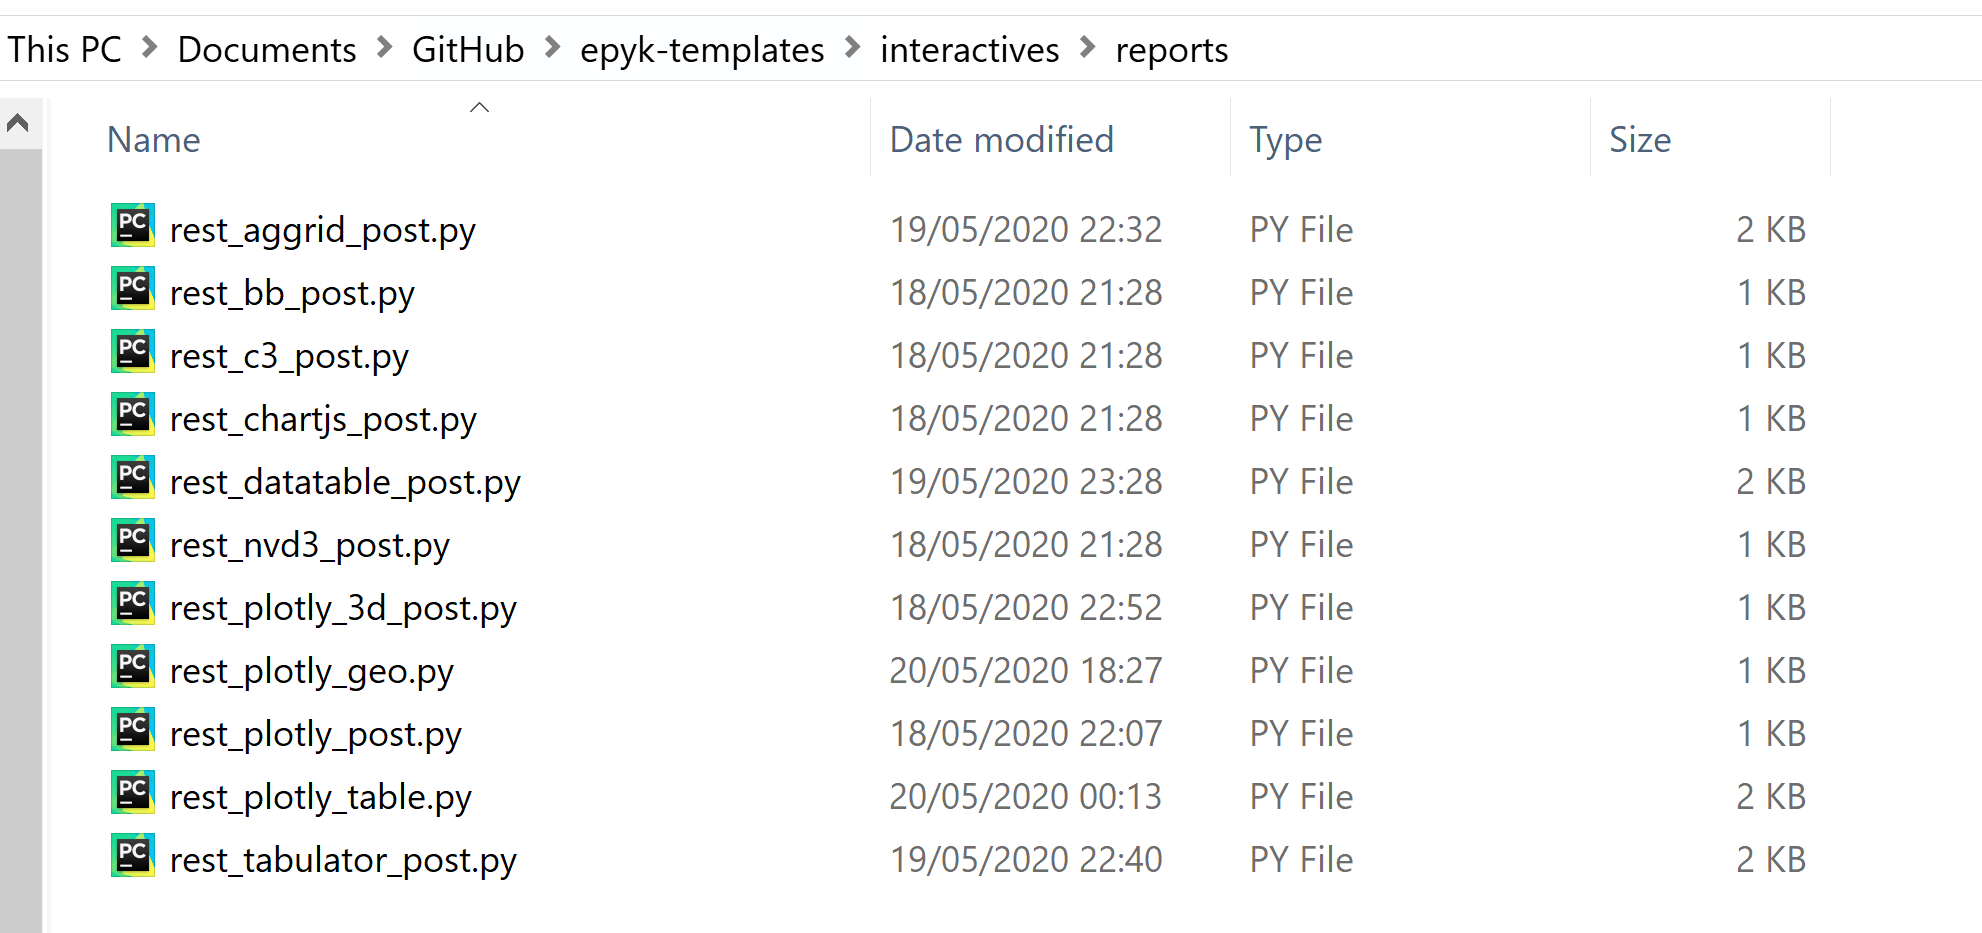 This PC > Documents > GitHub > epyk-templates > interactives > reports
Name Date modified Type Size
PC rest_aggrid_post.py 19/05/2020 22:32 PY File 2 KB
PC rest_bb_post.py 18/05/2020 21:28 PY File 1 KB
PC rest_c3_post.py 18/05/2020 21:28 PY File 1 KB
PC rest_chartjs_post.py 18/05/2020 21:28 PY File 1 KB
PC rest_datatable_post.py 19/05/2020 23:28 PY File 2 KB
PC rest_nvd3_post.py 18/05/2020 21:28 PY File 1 KB
PC rest_plotly_3d_post.py 18/05/2020 22:52 PY File 1 KB
PC rest_plotly_geo.py 20/05/2020 18:27 PY File 1 KB
PC rest_plotly_post.py 18/05/2020 22:07 PY File 1 KB
PC rest_plotly_table.py 20/05/2020 00:13 PY File 2 KB
PC rest_tabulator_post.py 19/05/2020 22:40 PY File 2 KB